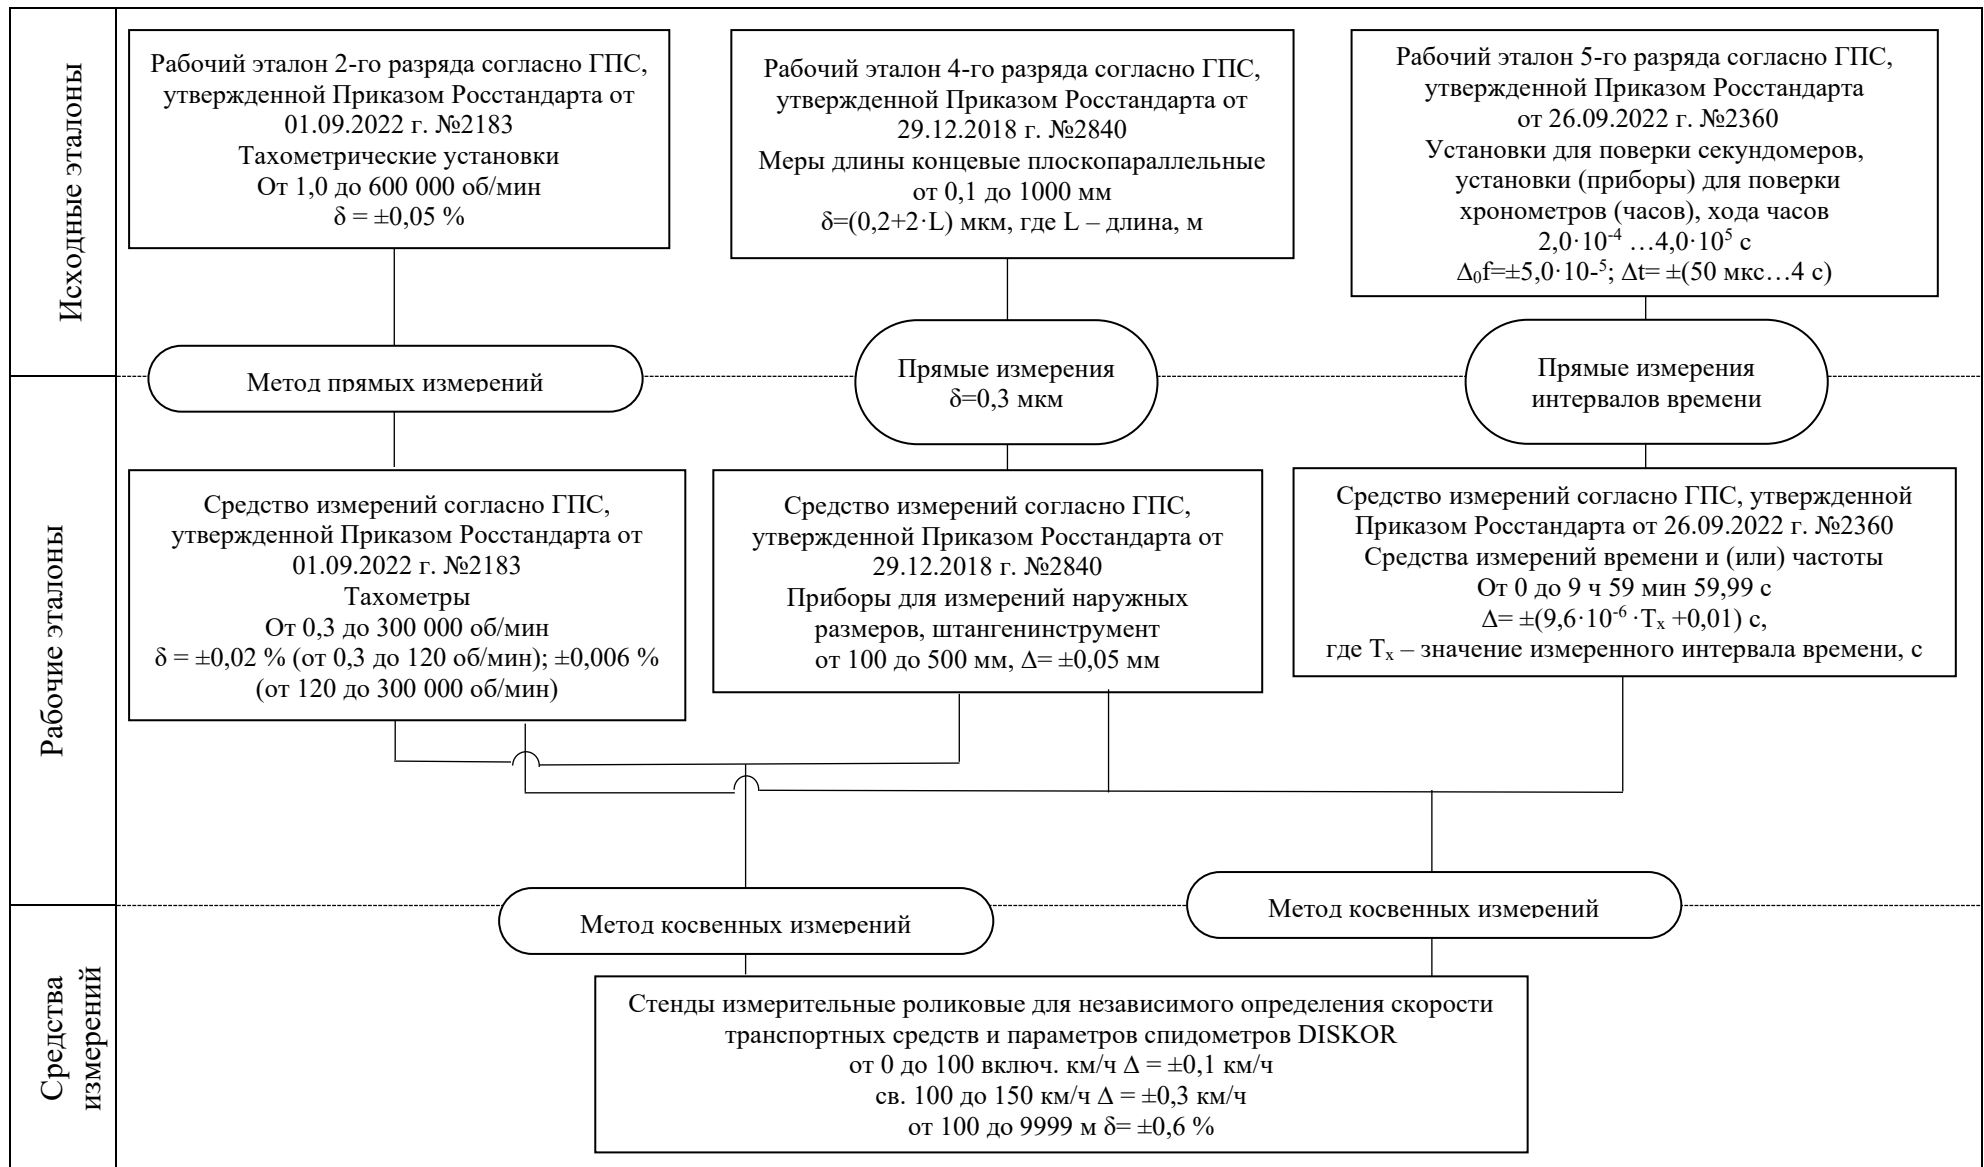 Исходные эталоны
Рабочий эталон 2-го разряда согласно ГПС,
утвержденной Приказом Росстандарта от
01.09.2022 г. №2183
Тахометрические установки
От 1,0 до 600 000 об/мин
δ = ±0,05 %
Рабочий эталон 4-го разряда согласно ГПС,
утвержденной Приказом Росстандарта от
29.12.2018 г. №2840
Меры длины концевые плоскопараллельные
от 0,1 до 1000 мм
δ=(0,2+2·L) мкм, где L – длина, м
Рабочий эталон 5-го разряда согласно ГПС,
утвержденной Приказом Росстандарта
от 26.09.2022 г. №2360
Установки для поверки секундомеров,
установки (приборы) для поверки
хронометров (часов), хода часов
2,0·10⁻⁴ …4,0·10⁵ с
Δ₀f=±5,0·10-⁵; Δt= ±(50 мкс…4 с)
Метод прямых измерений
Прямые измерения
δ=0,3 мкм
Прямые измерения
интервалов времени
Рабочие эталоны
Средство измерений согласно ГПС,
утвержденной Приказом Росстандарта от
01.09.2022 г. №2183
Тахометры
От 0,3 до 300 000 об/мин
δ = ±0,02 % (от 0,3 до 120 об/мин); ±0,006 %
(от 120 до 300 000 об/мин)
Средство измерений согласно ГПС,
утвержденной Приказом Росстандарта от
29.12.2018 г. №2840
Приборы для измерений наружных
размеров, штангенинструмент
от 100 до 500 мм, Δ= ±0,05 мм
Средство измерений согласно ГПС, утвержденной
Приказом Росстандарта от 26.09.2022 г. №2360
Средства измерений времени и (или) частоты
От 0 до 9 ч 59 мин 59,99 с
Δ= ±(9,6·10⁻⁶ ·Tₓ +0,01) с,
где Tₓ – значение измеренного интервала времени, с
Метод косвенных измерений
Метод косвенных измерений
Средства
измерений
Стенды измерительные роликовые для независимого определения скорости
транспортных средств и параметров спидометров DISKOR
от 0 до 100 включ. км/ч Δ = ±0,1 км/ч
св. 100 до 150 км/ч Δ = ±0,3 км/ч
от 100 до 9999 м δ= ±0,6 %